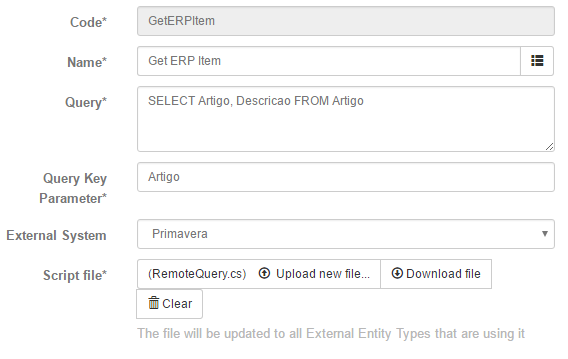 Code* GetERPItem
Name* Get ERP Item
Query* SELECT Artigo, Descricao FROM Artigo
Query Key Parameter* Artigo
External System Primavera
Script file* (RemoteQuery.cs) Upload new file... Download file
Clear
The file will be updated to all External Entity Types that are using it